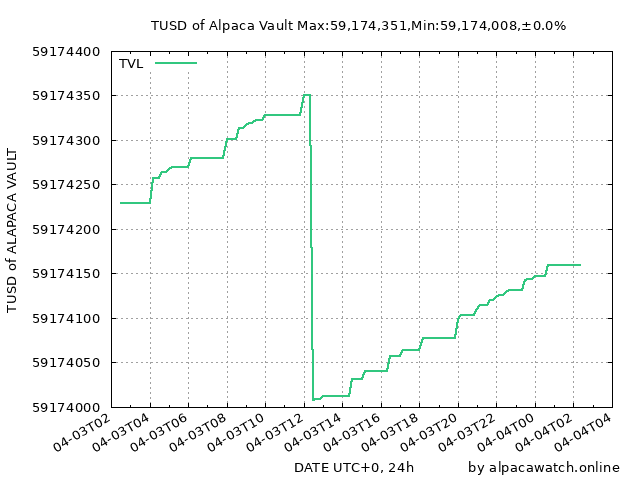 TUSD of Alpaca Vault Max:59,174,351,Min:59,174,008,±0.0%
TVL
59174400
59174350
59174300
59174250
59174200
59174150
59174100
59174050
59174000
TUSD of ALAPACA VAULT
04-03T02
04-03T04
04-03T06
04-03T08
04-03T10
04-03T12
04-03T14
04-03T16
04-03T18
04-03T20
04-03T22
04-04T00
04-04T02
04-04T04
DATE UTC+0, 24h
by alpacawatch.online